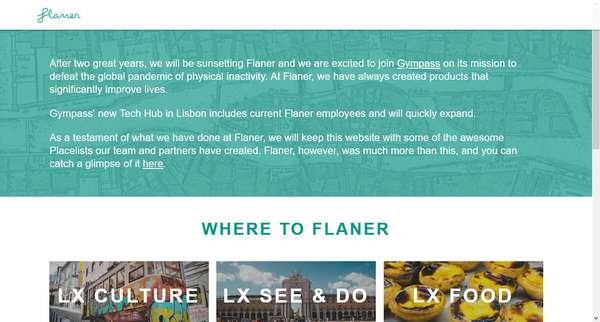 flaner
After two great years, we will be sunsetting Flaner and we are excited to join Gympass on its mission to
defeat the global pandemic of physical inactivity. At Flaner, we have always created products that
significantly improve lives.
Gympass' new Tech Hub in Lisbon includes current Flaner employees and will quickly expand.
As a testament of what we have done at Flaner, we will keep this website with some of the awesome
Placelists our team and partners have created. Flaner, however, was much more than this, and you can
catch a glimpse of it here.
WHERE TO FLANER
LX CULTURE
LX SEE & DO
LX FOOD